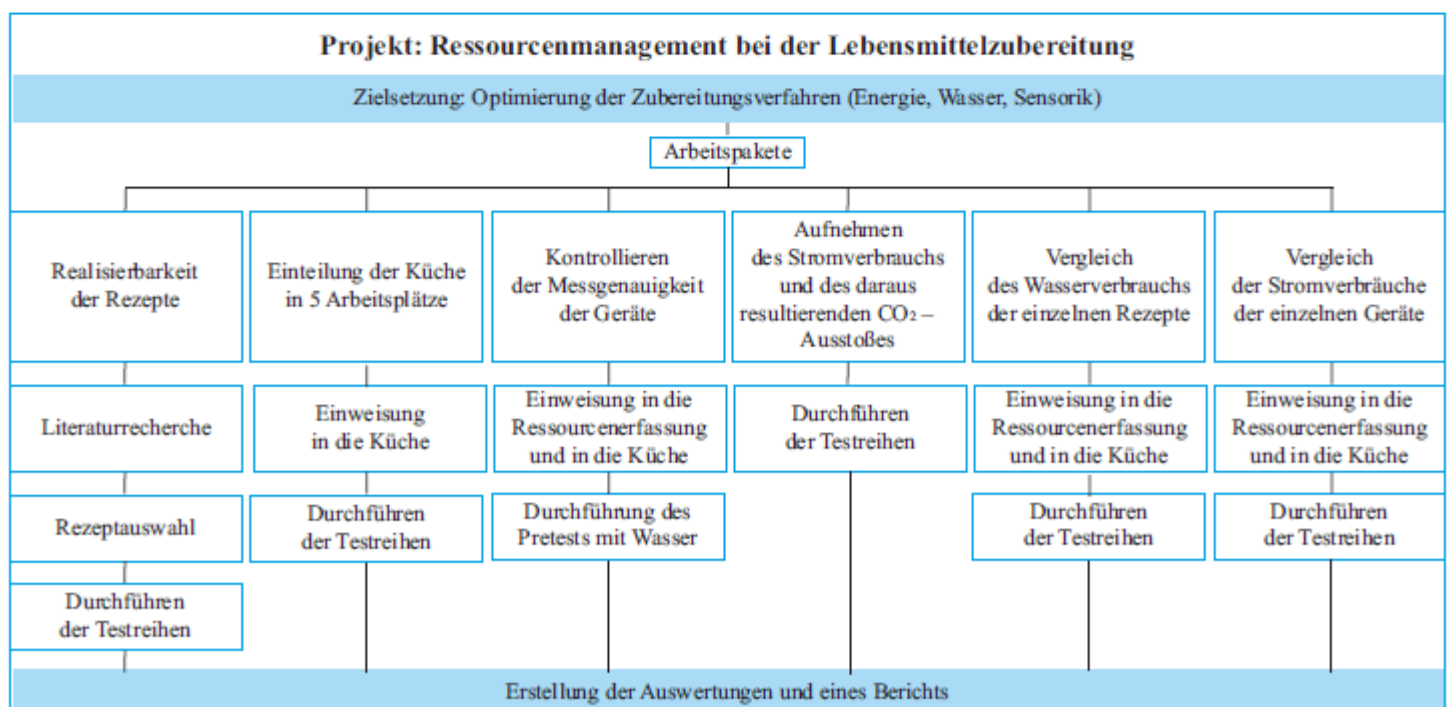 Projekt: Ressourcenmanagement bei der Lebensmittelzubereitung
Zielsetzung: Optimierung der Zubereitungsverfahren (Energie, Wasser, Sensorik)
Arbeitspakete
Realisierbarkeit
der Rezepte
Einteilung der Küche
in 5 Arbeitsplätze
Kontrollieren
der Messgenauigkeit
der Geräte
Aufnehmen
des Stromverbrauchs
und des daraus
resultierenden CO₂ –
Ausstoßes
Vergleich
des Wasserverbrauchs
der einzelnen Rezepte
Vergleich
der Stromverbräuche
der einzelnen Geräte
Literaturrecherche
Einweisung
in die Küche
Einweisung in die
Ressourcenerfassung
und in die Küche
Durchführen
der Testreihen
Einweisung in die
Ressourcenerfassung
und in die Küche
Einweisung in die
Ressourcenerfassung
und in die Küche
Rezeptauswahl
Durchführen
der Testreihen
Durchführung des
Pretests mit Wasser
Durchführen
der Testreihen
Durchführen
der Testreihen
Durchführen
der Testreihen
Erstellung der Auswertungen und eines Berichts